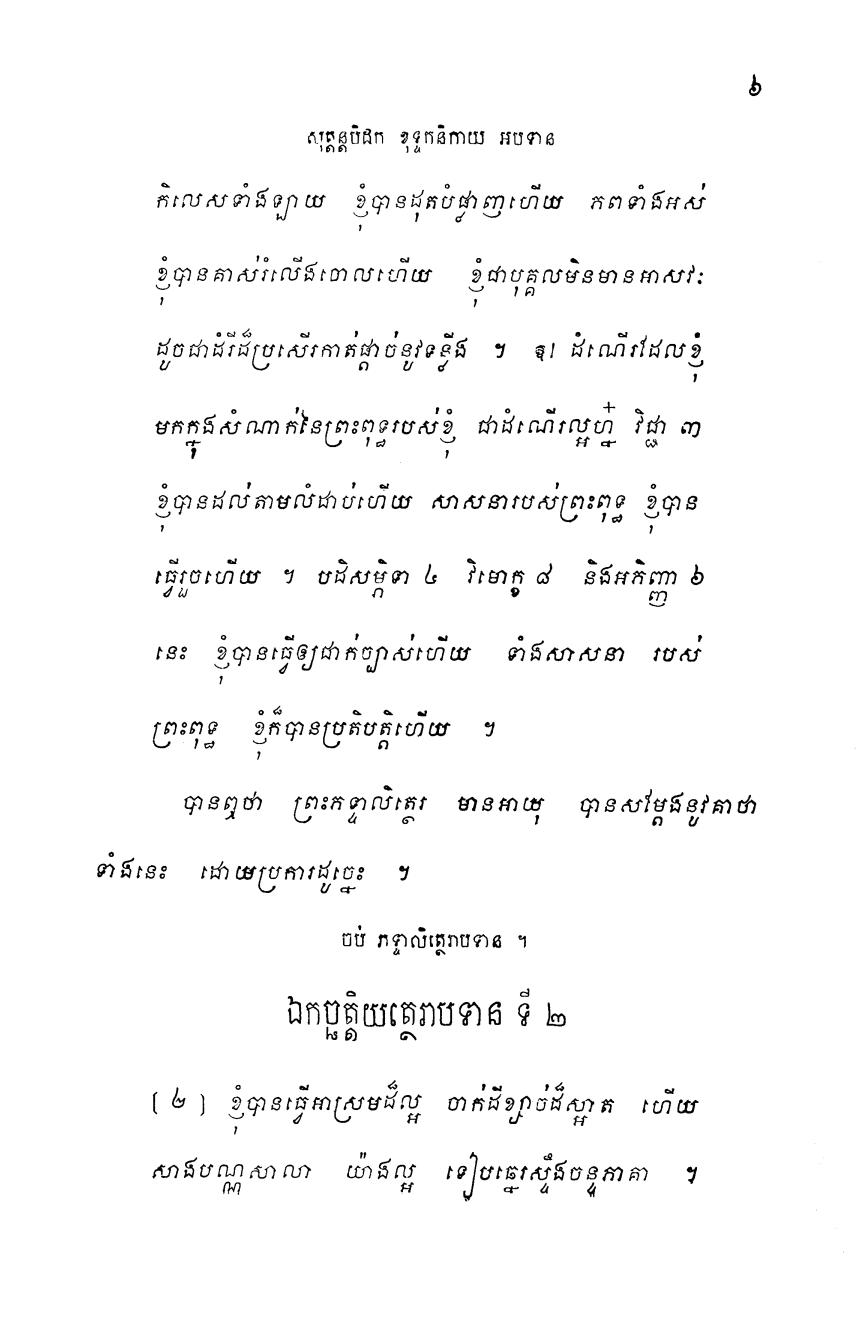 ៦
សុត្តន្តបិដក ខុទ្ទកនិកាយ អបទាន
កិលេសទាំងឡាយ ខ្ញុំបានដុតបំផ្លាញហើយ ភពទាំងអស់
ខ្ញុំបានគាស់រំលើងចោលហើយ ខ្ញុំជាបុគ្គលមិនមានអាសវៈ
ដូចជាដំរីដ៏ប្រសើរកាត់ផ្តាច់នូវទន្លីង ។ ឱ! ដំណើរដែលខ្ញុំ
មកក្នុងសំណាក់នៃព្រះពុទ្ធរបស់ខ្ញុំ ជាដំណើរល្អហ្ន៎ វិជ្ជា ៣
ខ្ញុំបានដល់តាមលំដាប់ហើយ សាសនារបស់ព្រះពុទ្ធ ខ្ញុំបាន
ធ្វើរួចហើយ ។ បដិសម្ភិទា ៤ វិមោក្ខ ៨ និងអភិញ្ញា ៦
នេះ ខ្ញុំបានធ្វើឲ្យជាក់ច្បាស់ហើយ ទាំងសាសនា របស់
ព្រះពុទ្ធ ខ្ញុំក៏បានប្រតិបត្តិហើយ ។
បានឮថា ព្រះភទ្ទាលិត្ថេរ មានអាយុ បានសម្តែងនូវគាថា
ទាំងនេះ ដោយប្រការដូច្នេះ ។
ចប់ ភទ្ទាលិត្ថេរាបទាន ។
ឯកច្ឆត្តិយត្ថេរាបទាន ទី ២
[ ២ ] ខ្ញុំបានធ្វើអាស្រមដ៏ល្អ ចាក់ដីខ្សាច់ដ៏ស្អាត ហើយ
សាងបណ្ណសាលា យ៉ាងល្អ ទៀបឆ្នេរស្ទឹងចន្ទភាគា ។